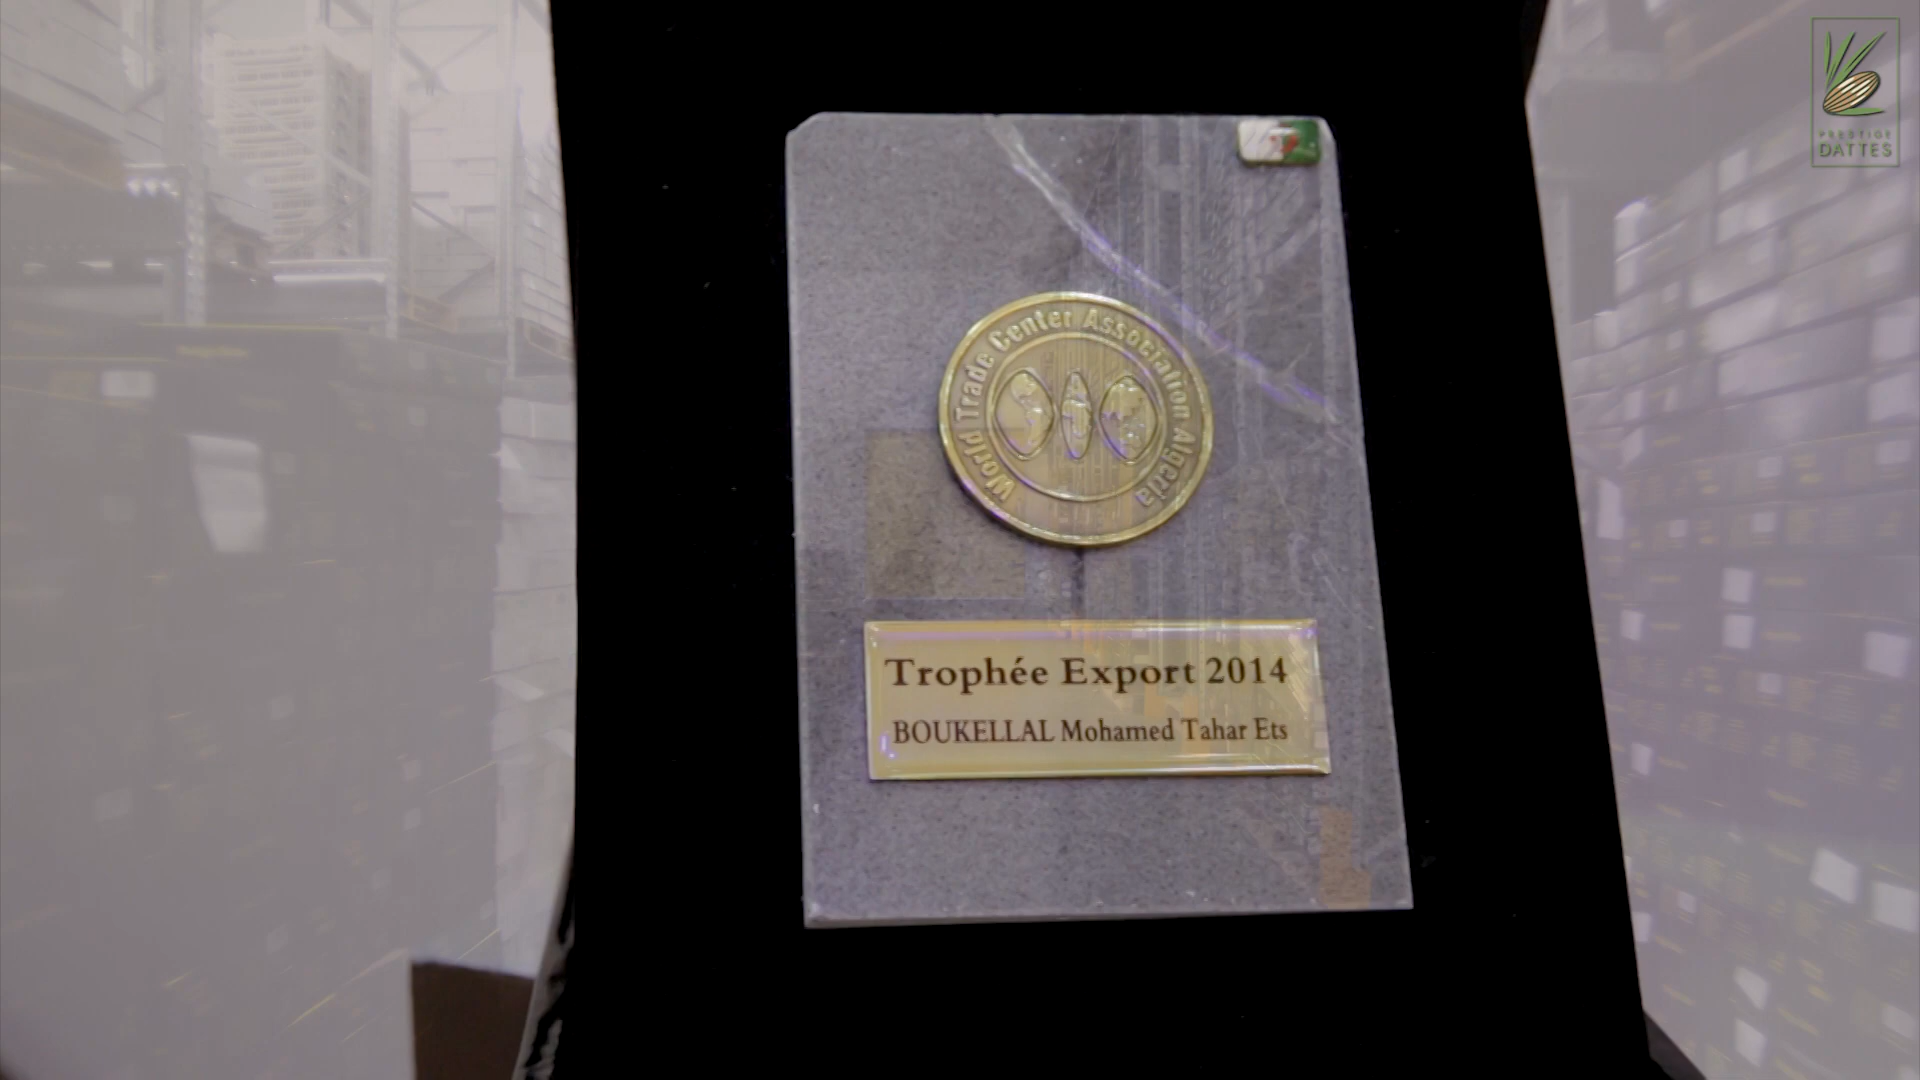 PRESTIGE
DATTES
World Trade Center Association Algeria
Trophée Export 2014
BOUKELLAL Mohamed Tahar Ets